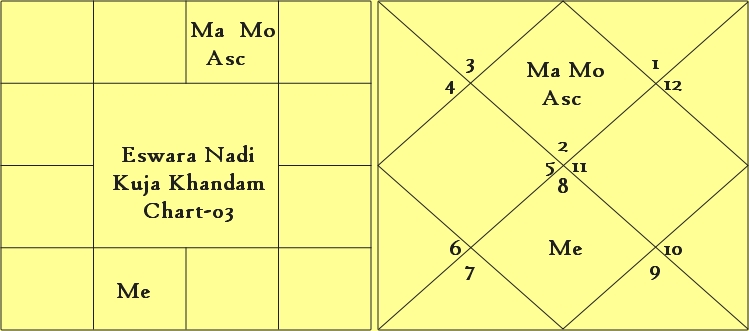 Ma Mo
Asc
Eswara Nadi
Kuja Khandam
Chart-03
Me
3
4
Ma Mo
Asc
1
12
2
5 11
8
6
7
Me
10
9